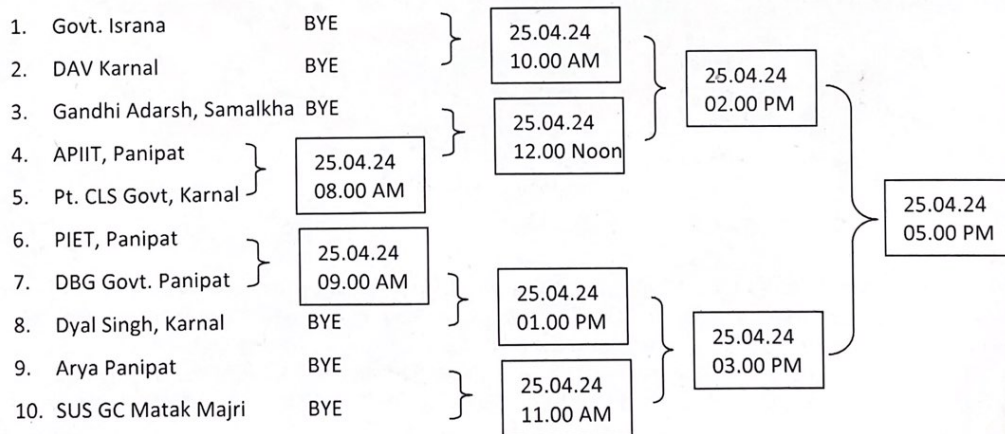 1. Govt. Israna BYE
25.04.24
10.00 AM
2. DAV Karnal BYE
25.04.24
02.00 PM
3. Gandhi Adarsh, Samalkha BYE
25.04.24
12.00 Noon
4. APIIT, Panipat
25.04.24
08.00 AM
5. Pt. CLS Govt, Karnal
25.04.24
05.00 PM
6. PIET, Panipat
25.04.24
09.00 AM
7. DBG Govt. Panipat
25.04.24
01.00 PM
8. Dyal Singh, Karnal BYE
25.04.24
03.00 PM
9. Arya Panipat BYE
25.04.24
11.00 AM
10. SUS GC Matak Majri BYE